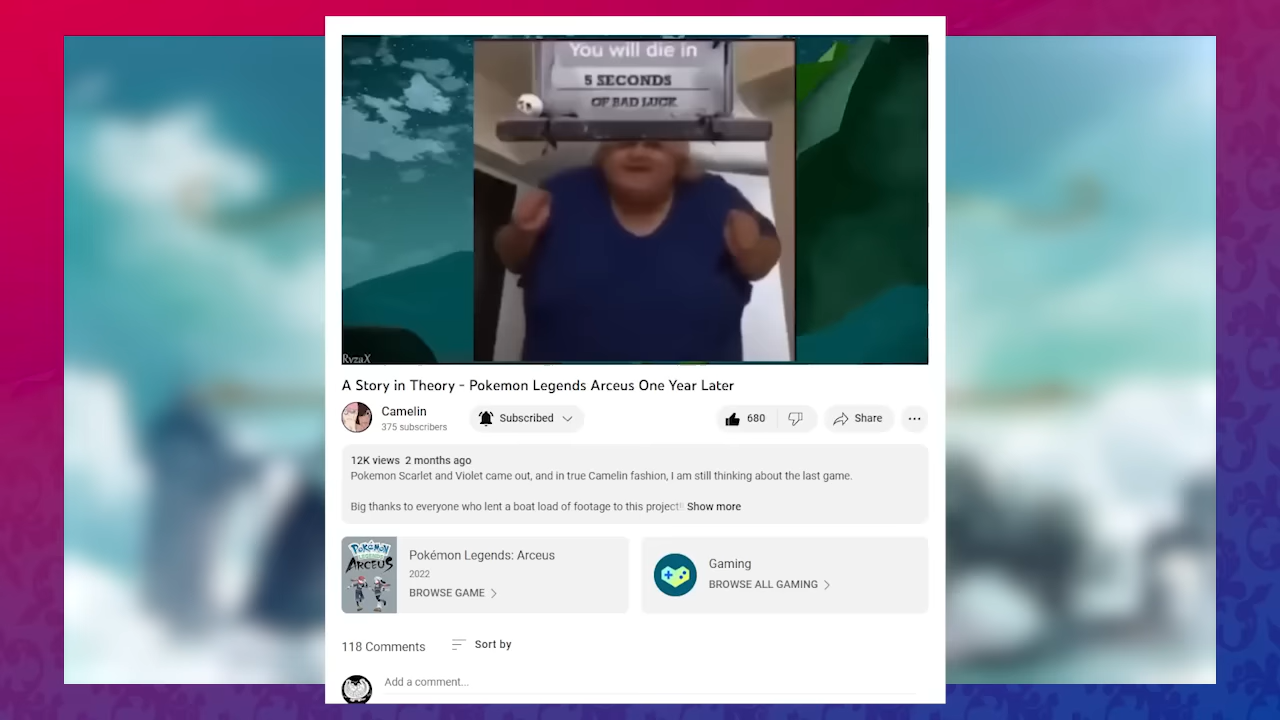 You will die in
5 SECONDS
OF BAD LUCK
RyzaX
A Story in Theory - Pokemon Legends Arceus One Year Later
Camelin
375 subscribers
Subscribed
680
Share
12K views 2 months ago
Pokemon Scarlet and Violet came out, and in true Camelin fashion, I am still thinking about the last game.
Big thanks to everyone who lent a boat load of footage to this project! Show more
POKÉMON
LEGENDS
ARCEUS
Pokémon Legends: Arceus
2022
BROWSE GAME
Gaming
BROWSE ALL GAMING
118 Comments
Sort by
Add a comment...